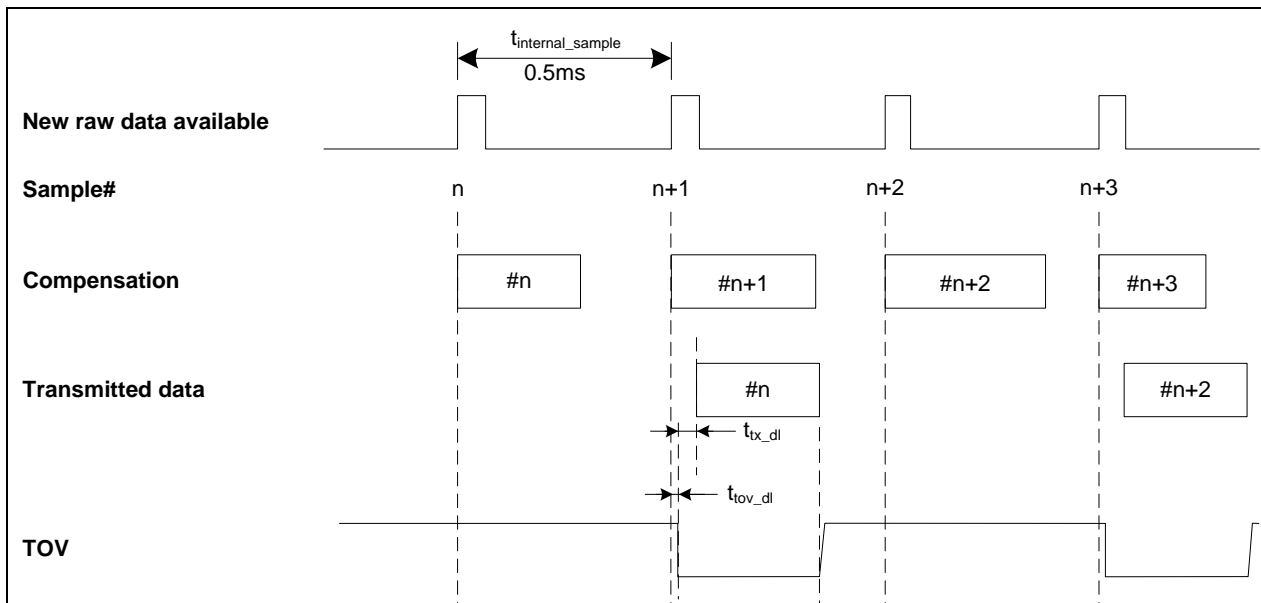 t_internal_sample
0.5ms
New raw data available
Sample# n n+1 n+2 n+3
Compensation #n #n+1 #n+2 #n+3
Transmitted data #n #n+2
t_tx_dl
t_tov_dl
TOV